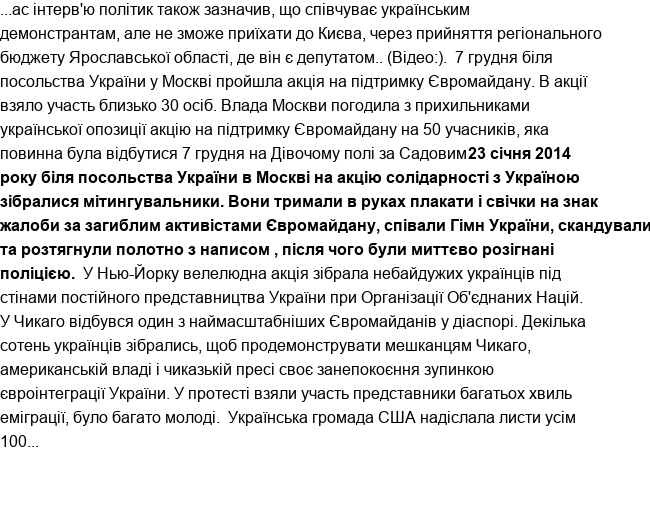 ...ас інтерв'ю політик також зазначив, що співчуває українським
демонстрантам, але не зможе приїхати до Києва, через прийняття регіонального
бюджету Ярославської області, де він є депутатом.. (Відео:).  7 грудня біля
посольства України у Москві пройшла акція на підтримку Євромайдану. В акції
взяло участь близько 30 осіб. Влада Москви погодила з прихильниками
української опозиції акцію на підтримку Євромайдану на 50 учасників, яка
повинна була відбутися 7 грудня на Дівочому полі за Садовим23 січня 2014
року біля посольства України в Москві на акцію солідарності з Україною
зібралися мітингувальники. Вони тримали в руках плакати і свічки на знак
жалоби за загиблим активістами Євромайдану, співали Гімн України, скандували
та розтягнули полотно з написом , після чого були миттєво розігнані
поліцією.  У Нью-Йорку велелюдна акція зібрала небайдужих українців під
стінами постійного представництва України при Організації Об'єднаних Націй.
У Чикаго відбувся один з наймасштабніших Євромайданів у діаспорі. Декілька
сотень українців зібрались, щоб продемонструвати мешканцям Чикаго,
американській владі і чиказькій пресі своє занепокоєння зупинкою
євроінтеграції України. У протесті взяли участь представники багатьох хвиль
еміграції, було багато молоді.  Українська громада США надіслала листи усім
100...